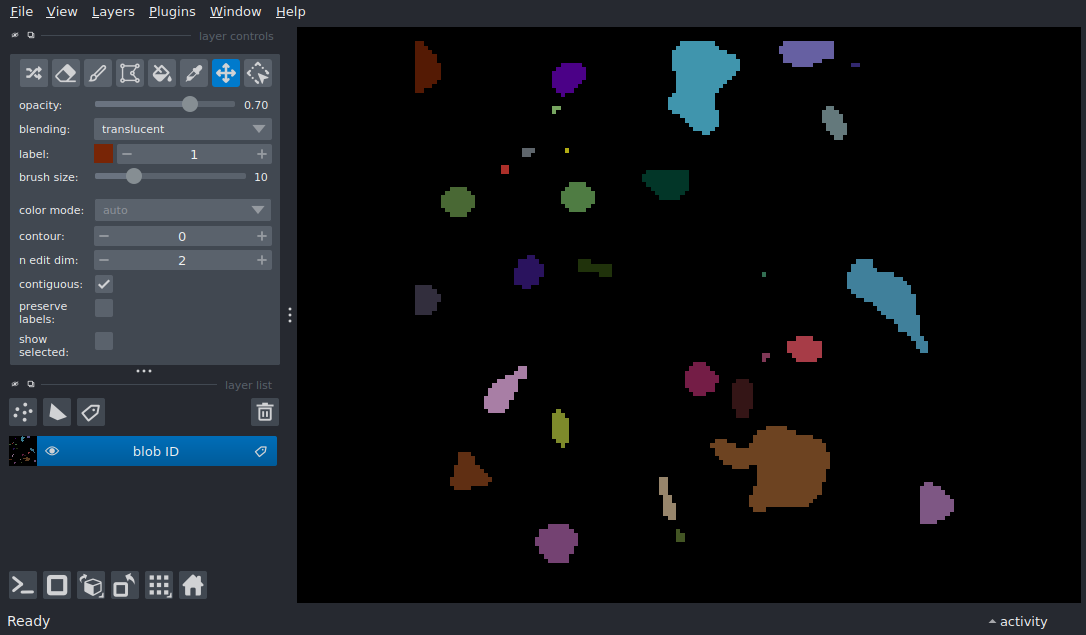 File View Layers Plugins Window Help
layer controls
opacity: 0.70
blending: translucent
label: 1
brush size: 10
color mode: auto
contour: 0
n edit dim: 2
contiguous:
preserve
labels:
show
selected:
layer list
blob ID
Ready activity